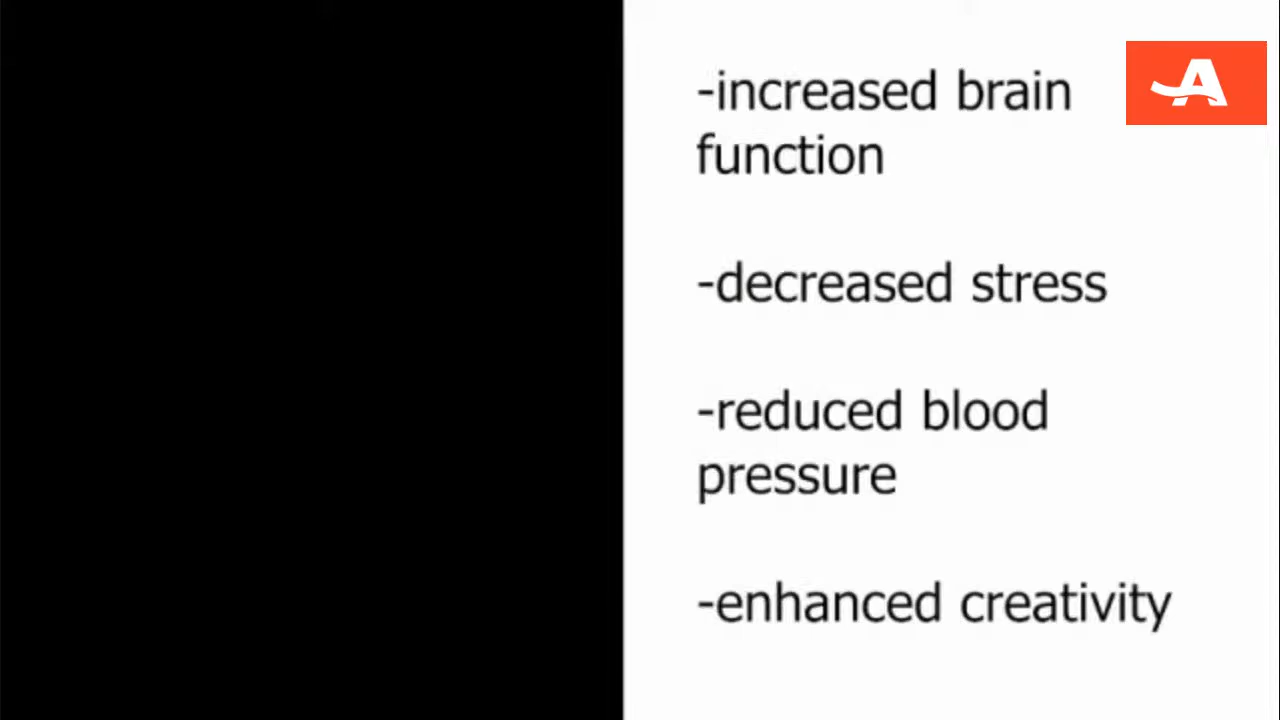 -increased brain
function
-decreased stress
-reduced blood
pressure
-enhanced creativity